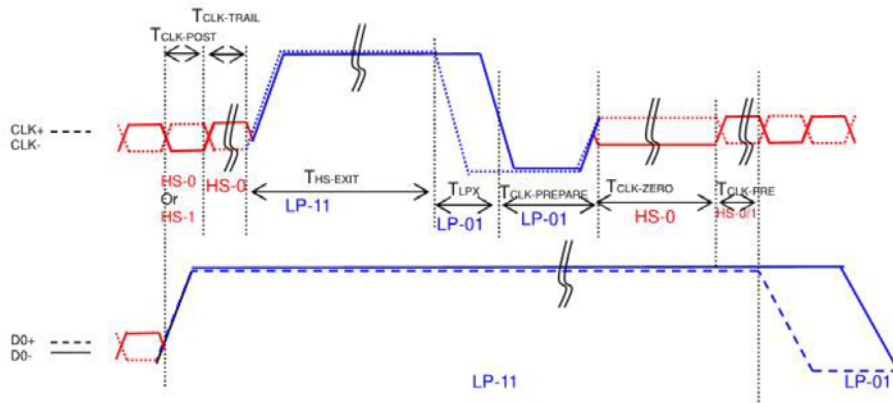 TCLK-TRAIL
TCLK-POST
CLK+
CLK-
HS-0
Or
HS-1
HS-0
THS-EXIT
LP-11
TLPX
LP-01
TCLK-PREPARE
LP-01
TCLK-ZERO
HS-0
TCLK-PRE
HS-0/1
D0+
D0-
LP-11
LP-01